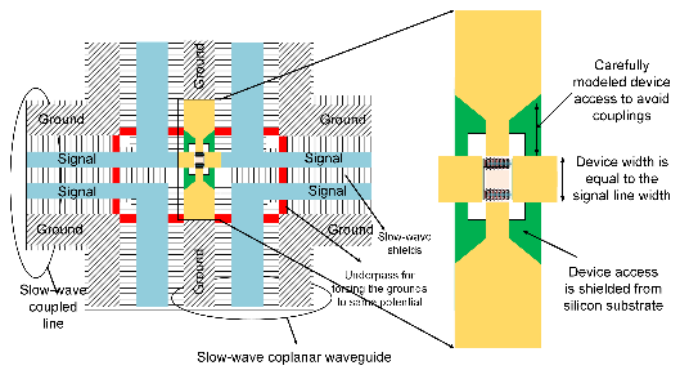 Ground
Ground
Ground
Signal
Signal
Signal
Signal
Ground
Ground
Ground
Slow-wave
coupled
line
Slow-wave
shields
Underpass for
forcing the grounds
to same potential
Slow-wave coplanar waveguide
Carefully
modeled device
access to avoid
couplings
Device width is
equal to the
signal line width
Device access
is shielded from
silicon substrate